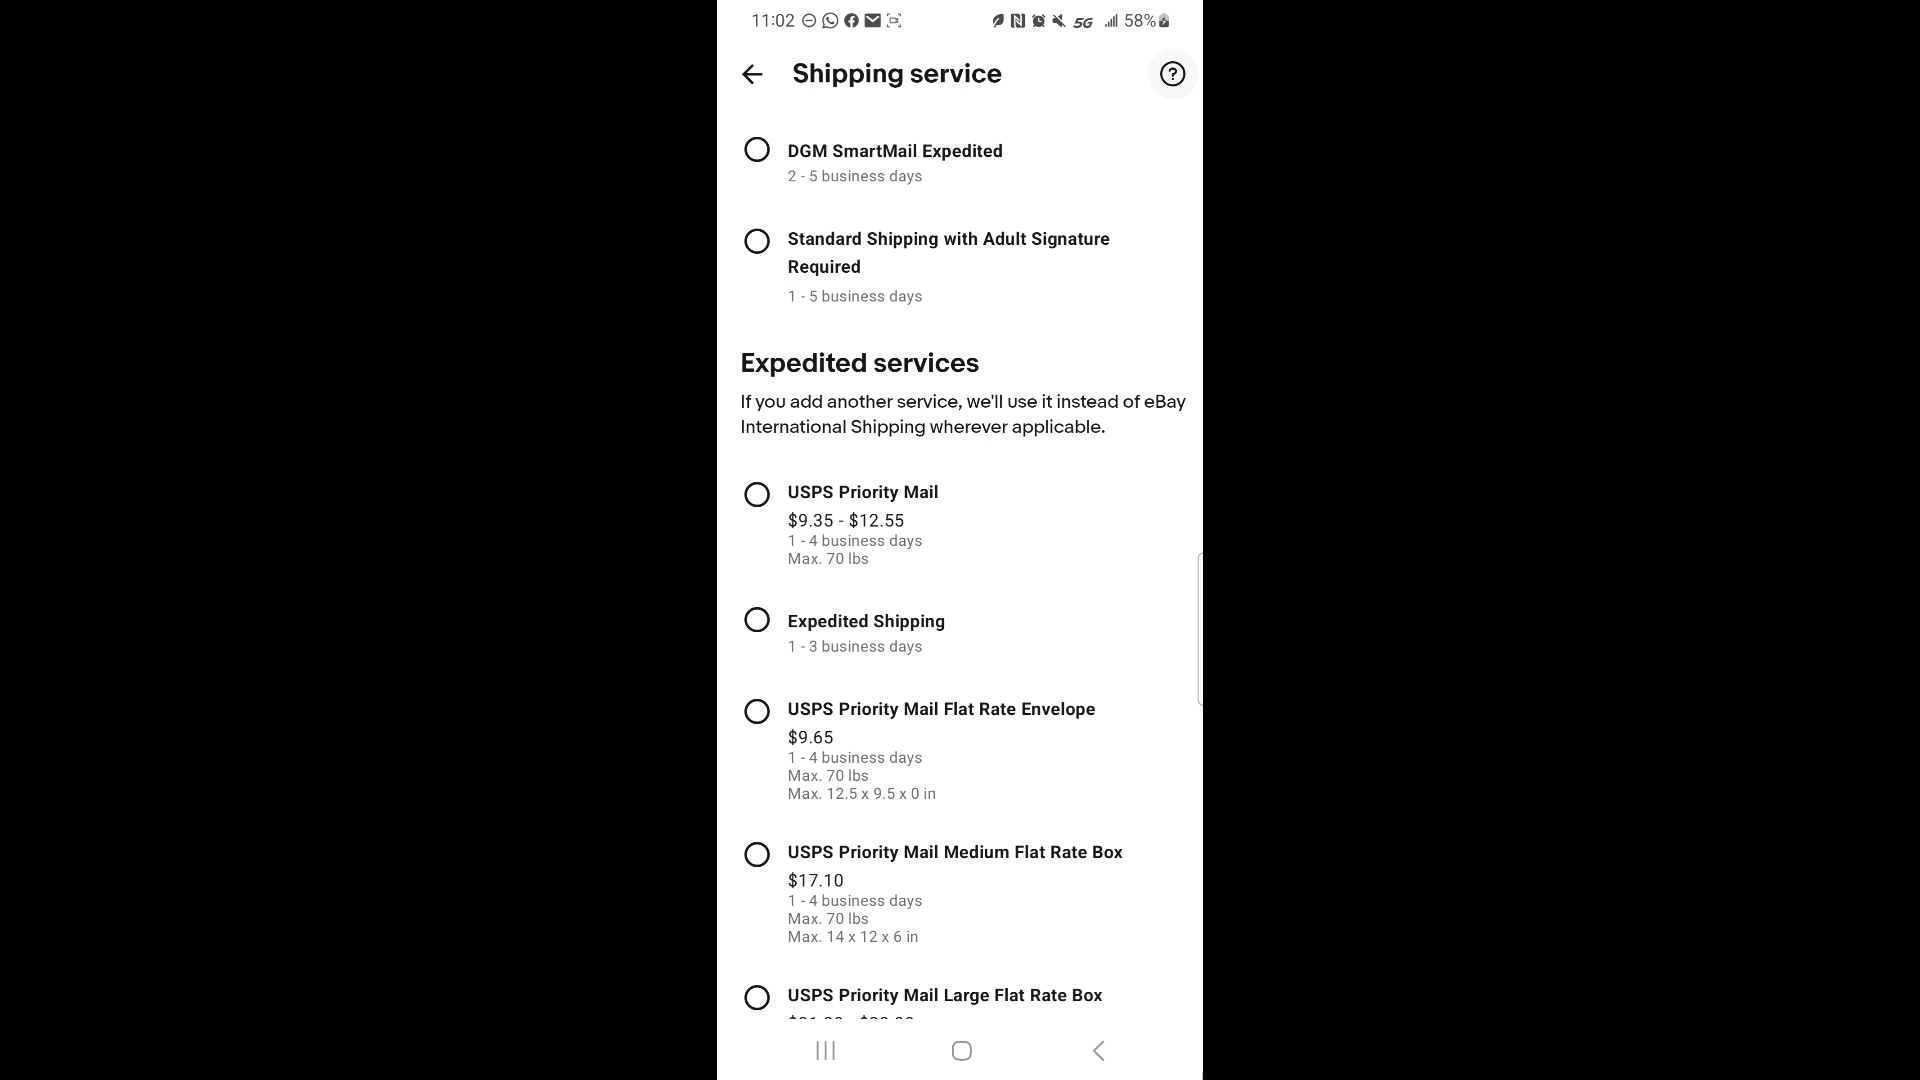 11:02
5G
58%
Shipping service
?
DGM SmartMail Expedited
2 - 5 business days
Standard Shipping with Adult Signature
Required
1 - 5 business days
Expedited services
If you add another service, we'll use it instead of eBay
International Shipping wherever applicable.
USPS Priority Mail
$9.35 - $12.55
1 - 4 business days
Max. 70 lbs
Expedited Shipping
1 - 3 business days
USPS Priority Mail Flat Rate Envelope
$9.65
1 - 4 business days
Max. 70 lbs
Max. 12.5 x 9.5 x 0 in
USPS Priority Mail Medium Flat Rate Box
$17.10
1 - 4 business days
Max. 70 lbs
Max. 14 x 12 x 6 in
USPS Priority Mail Large Flat Rate Box